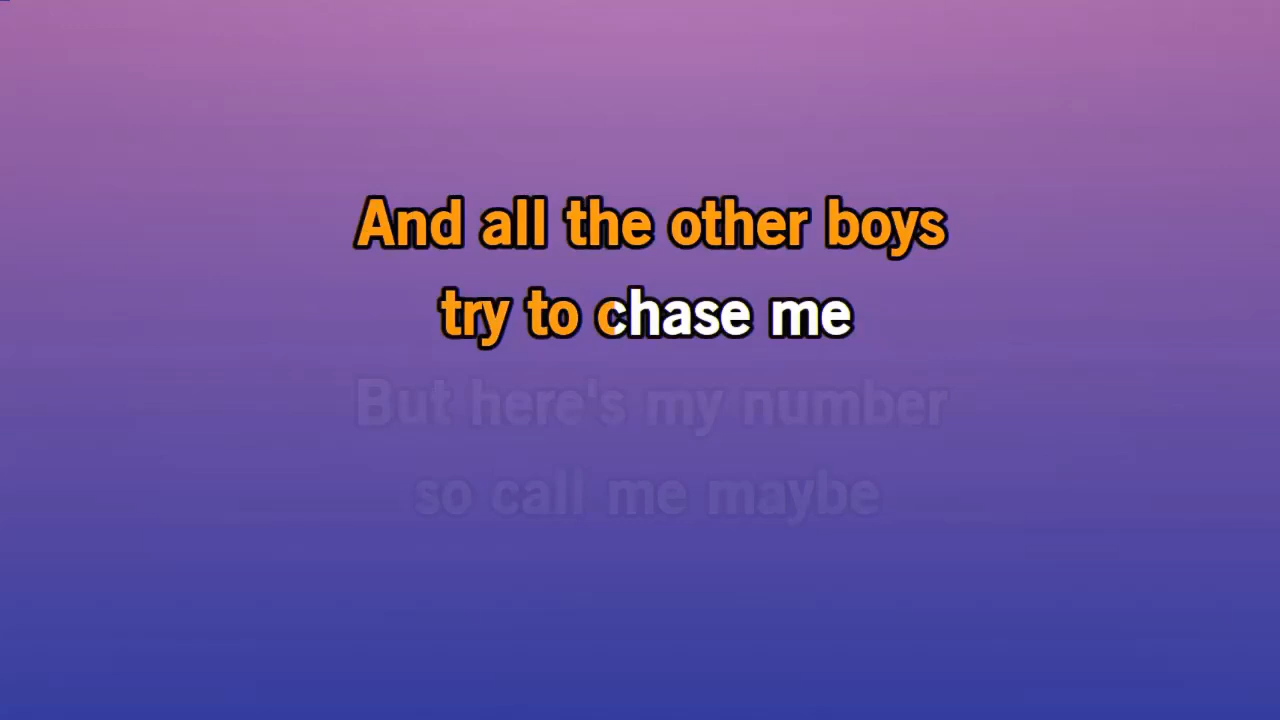 And all the other boys
try to chase me
But here's my number
so call me maybe